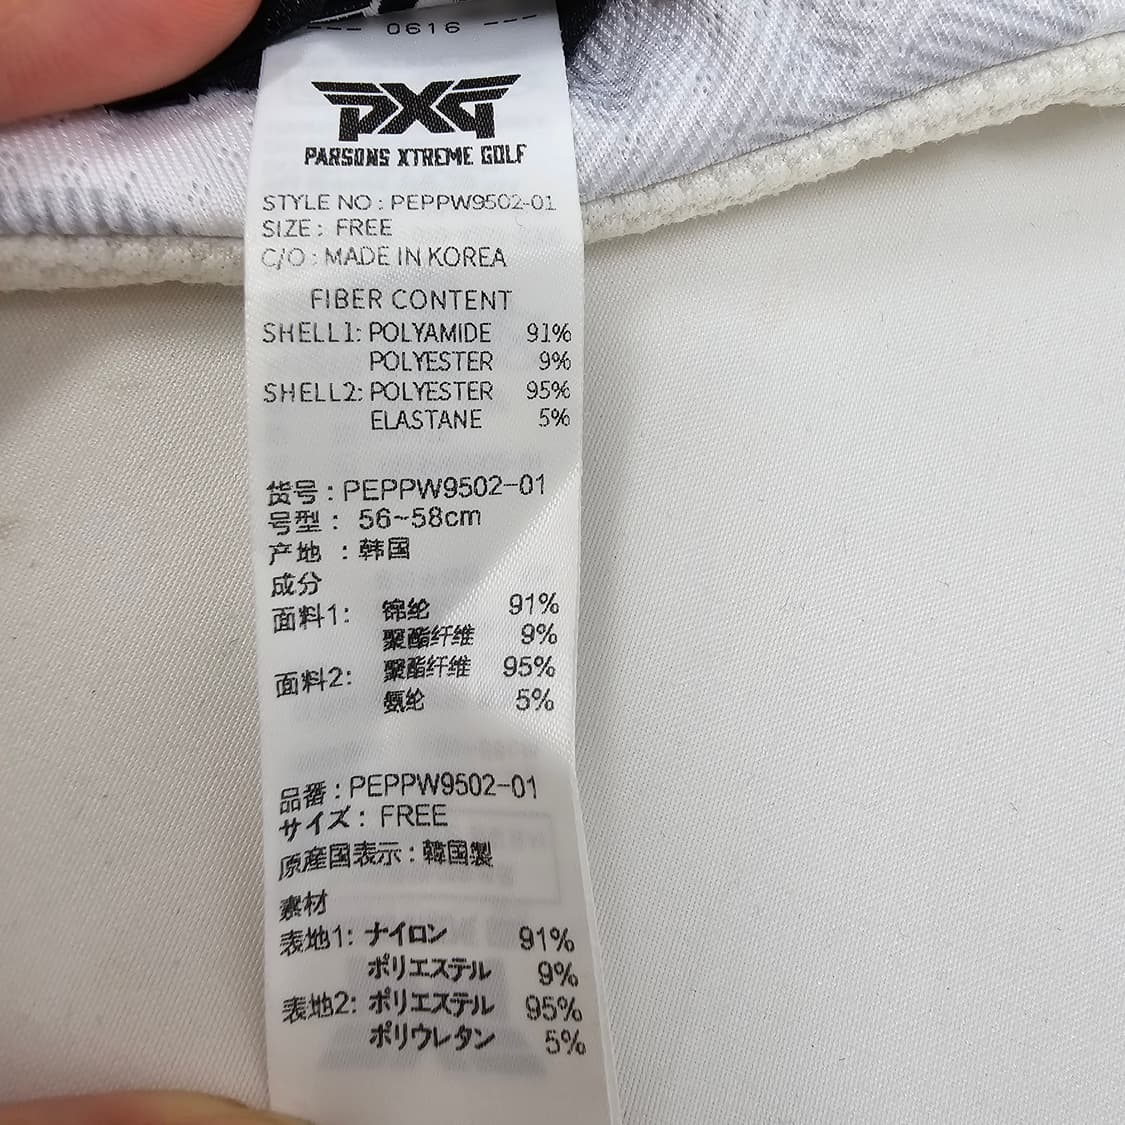 --- 0616 ---
PXG
PARSONS XTREME GOLF
STYLE NO : PEPPW9502-01
SIZE : FREE
C/O : MADE IN KOREA
FIBER CONTENT
SHELL1: POLYAMIDE 91%
POLYESTER 9%
SHELL2: POLYESTER 95%
ELASTANE 5%
货号 : PEPPW9502-01
号型 : 56~58cm
产地 : 韩国
成分
面料1: 锦纶 91%
聚酯纤维 9%
面料2: 聚酯纤维 95%
氨纶 5%
品番 : PEPPW9502-01
サイズ : FREE
原産国表示 : 韓国製
素材
表地1: ナイロン 91%
ポリエステル 9%
表地2: ポリエステル 95%
ポリウレタン 5%